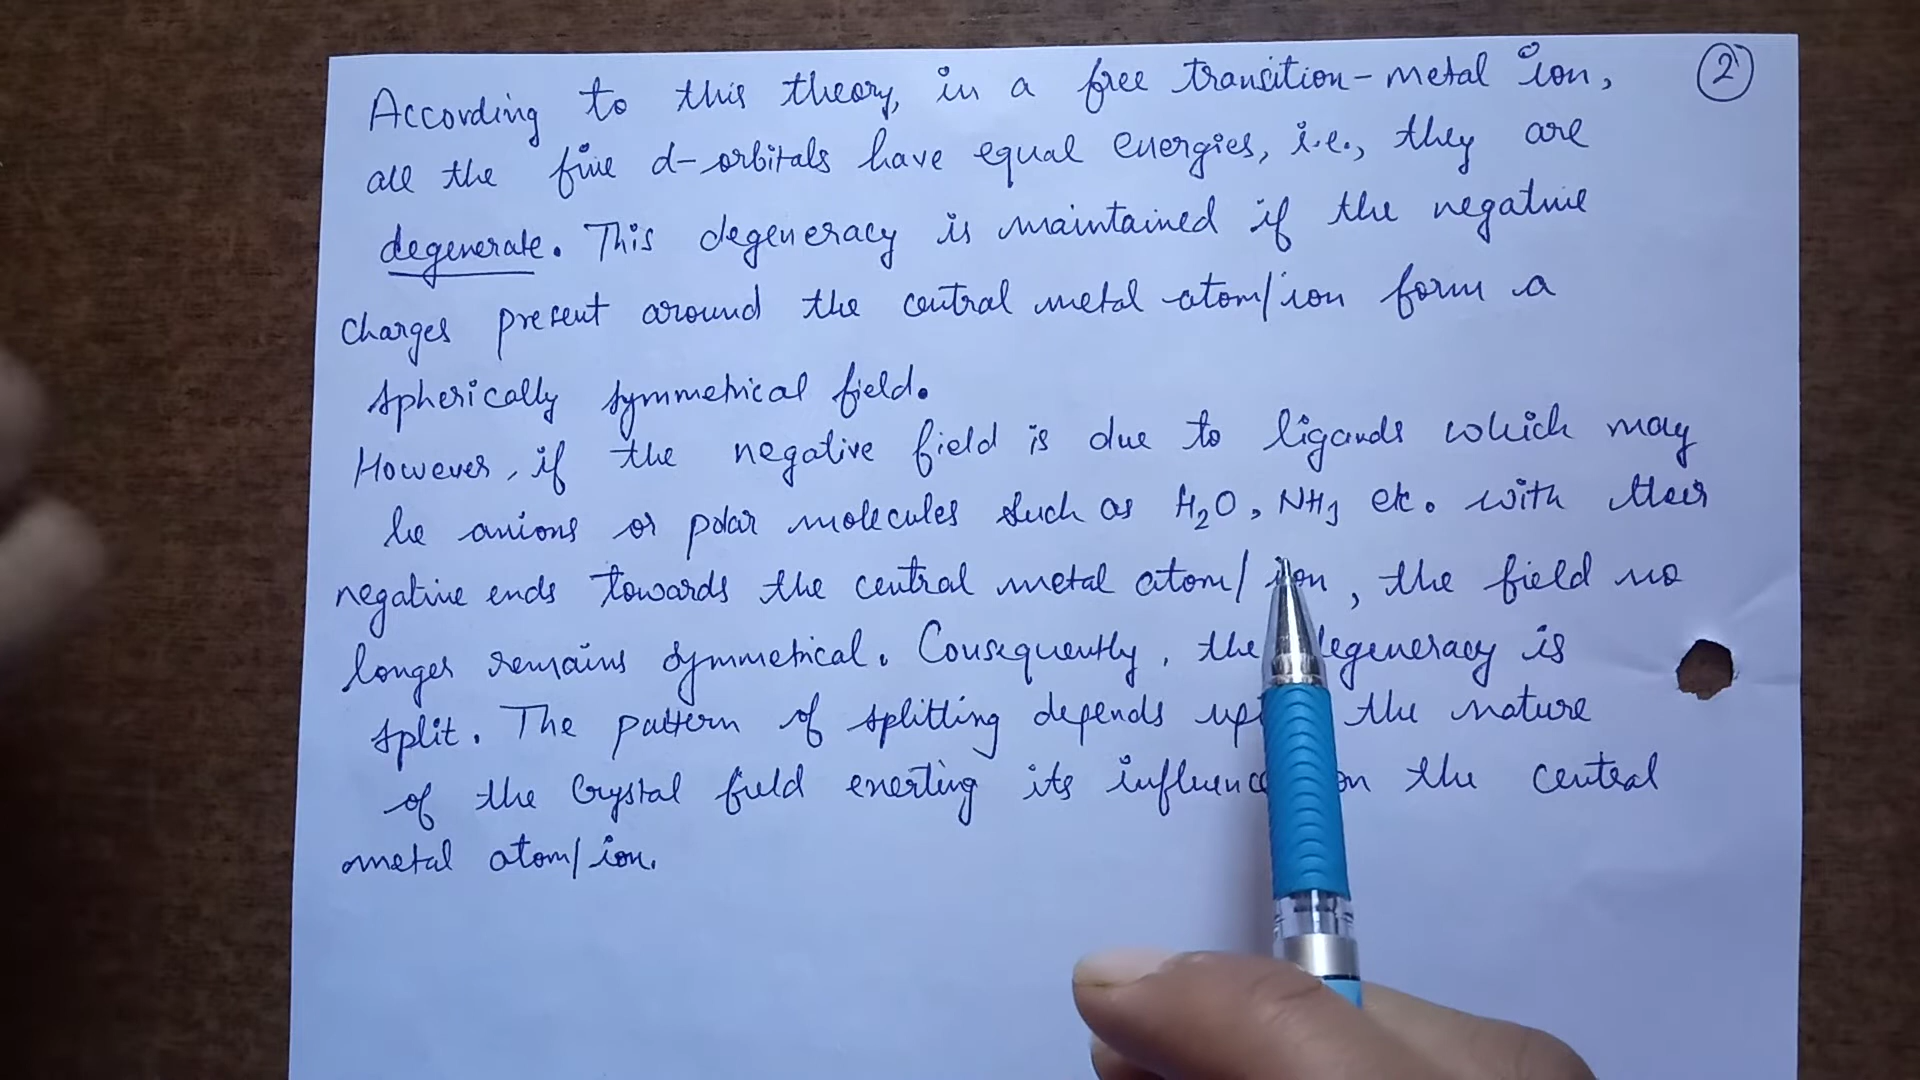 According to this theory, in a free transition-metal ion, 2
all the five d-orbitals have equal energies, i.e., they are
degenerate. This degeneracy is maintained if the negative
charges present around the central metal atom/ion form a
spherically symmetrical field.
However, if the negative field is due to ligands which may
be anions or polar molecules such as H₂O, NH₃ etc. with their
negative ends towards the central metal atom/ion, the field no
longer remains symmetrical. Consequently, the degeneracy is
split. The pattern of splitting depends the nature
of the Crystal field exerting its influence on the central
metal atom/ion.